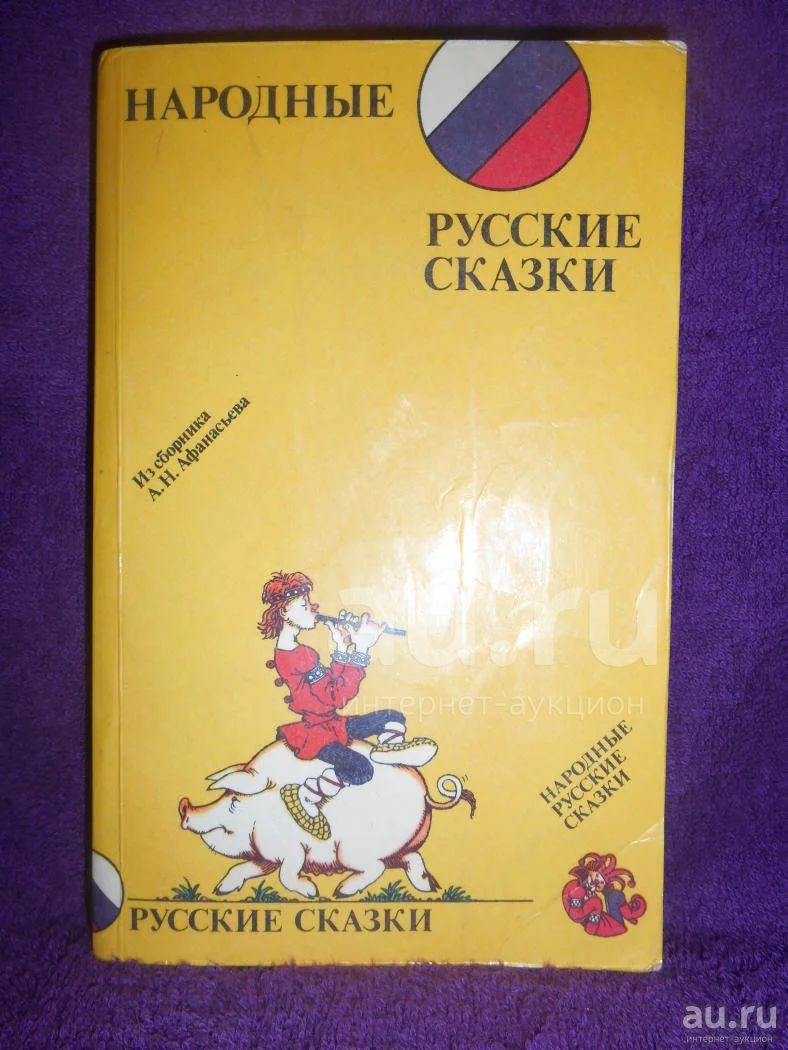 НАРОДНЫЕ
РУССКИЕ
СКАЗКИ
Из сборника
А. Н. Афанасьева
au.ru
интернет-аукцион
НАРОДНЫЕ
РУССКИЕ
СКАЗКИ
РУССКИЕ СКАЗКИ
au.ru
интернет-аукцион